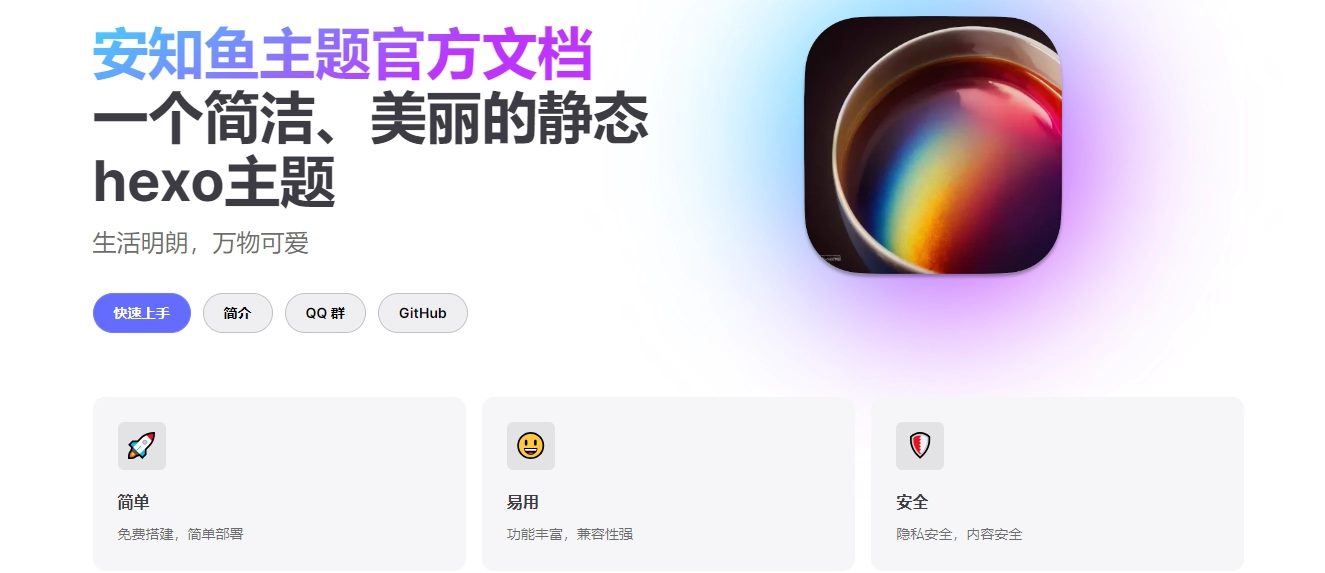 安知鱼主题官方文档
一个简洁、美丽的静态
hexo主题
生活明朗，万物可爱
快速上手
简介
QQ 群
GitHub
简单
免费搭建，简单部署
易用
功能丰富，兼容性强
安全
隐私安全，内容安全